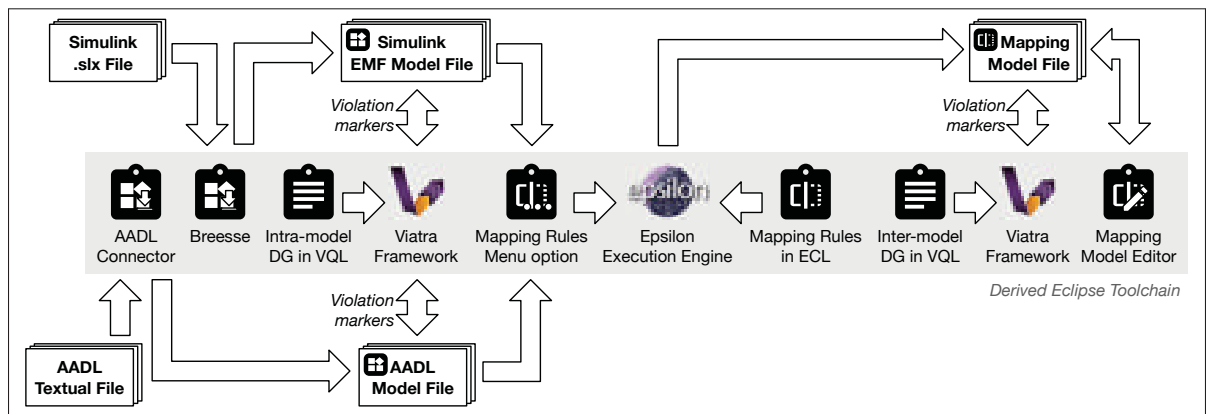 Simulink
.slx File
Simulink
EMF Model File
Mapping
Model File
Violation
markers
Violation
markers
epsilon
AADL
Connector
Breesse
Intra-model
DG in VQL
Viatra
Framework
Mapping Rules
Menu option
Epsilon
Execution Engine
Mapping Rules
in ECL
Inter-model
DG in VQL
Viatra
Framework
Mapping
Model Editor
Violation
markers
Derived Eclipse Toolchain
AADL
Textual File
AADL
Model File